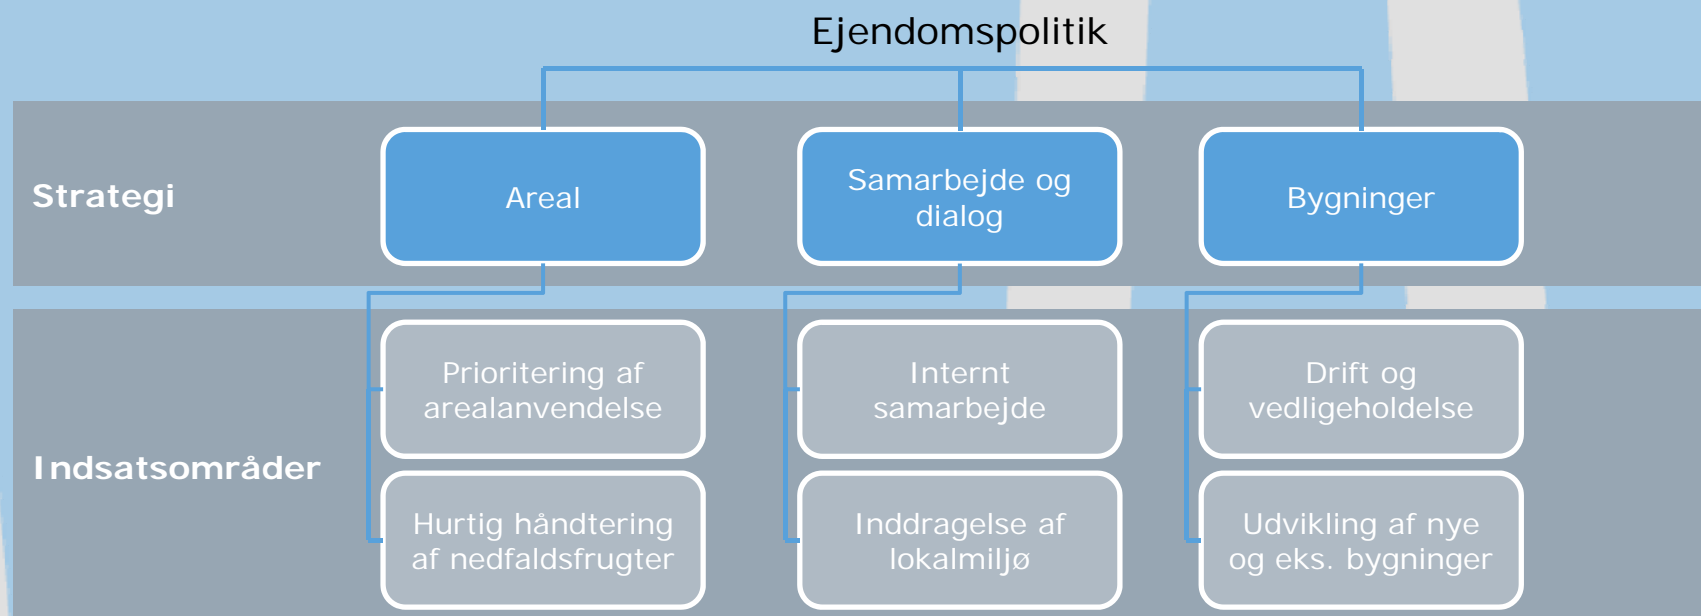 Ejendomspolitik
Strategi
Areal
Samarbejde og
dialog
Bygninger
Indsatsområder
Prioritering af
arealanvendelse
Internt
samarbejde
Drift og
vedligeholdelse
Hurtig håndtering
af nedfaldsfrugter
Inddragelse af
lokalmiljø
Udvikling af nye
og eks. bygninger